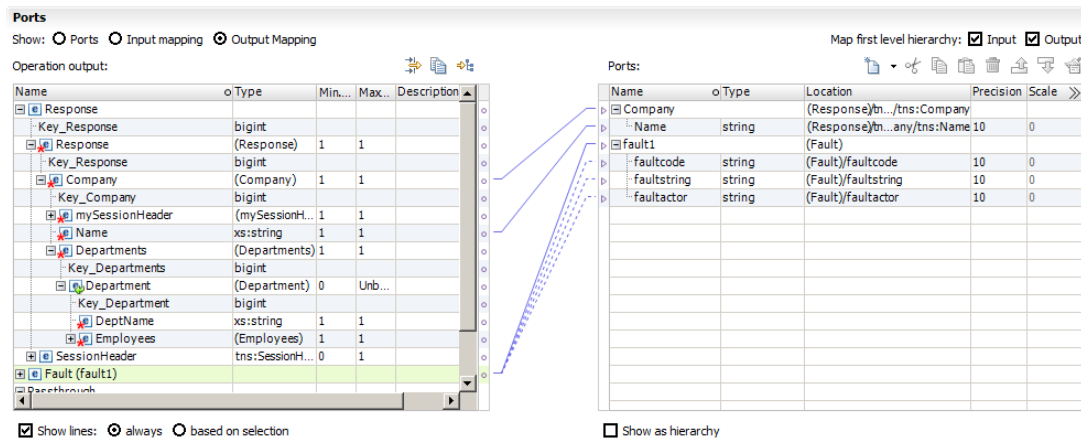 Ports
Show: Ports Input mapping Output Mapping
Map first level hierarchy: Input Output
Operation output:
Ports:
Name Type Min.... Max... Description
Response
Key_Response bigint
Response (Response) 1 1
Key_Response bigint
Company (Company) 1 1
Key_Company bigint
mySessionHeader (mySessionH... 1 1
Name xs:string 1 1
Departments (Departments) 1 1
Key_Departments bigint
Department (Department) 0 Unb...
Key_Department bigint
DeptName xs:string 1 1
Employees (Employees) 1 1
SessionHeader tns:SessionH... 0 1
Fault (fault1)
Passthrough
Name Type Location Precision Scale
Company (Response)/tn.../tns:Company
Name string (Response)/tn...any/tns:Name 10 0
fault1 (Fault)
faultcode string (Fault)/faultcode 10 0
faultstring string (Fault)/faultstring 10 0
faultactor string (Fault)/faultactor 10 0
Show lines: always based on selection
Show as hierarchy